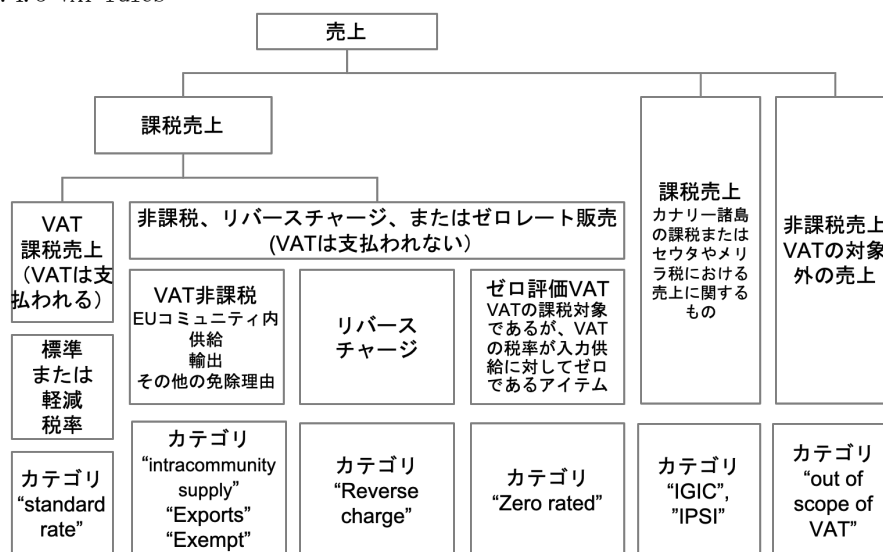 売上
課税売上
VAT
課税売上
（VATは支
払われる）
非課税、リバースチャージ、またはゼロレート販売
(VATは支払われない）
課税売上
カナリー諸島
の課税または
セウタやメリ
ラ税における
売上に関する
もの
非課税売上
VATの対象
外の売上
VAT非課税
EUコミュニティ内
供給
輸出
その他の免除理由
リバース
チャージ
ゼロ評価VAT
VATの課税対象
であるが、VAT
の税率が入力供
給に対してゼロ
であるアイテム
標準
または
軽減
税率
カテゴリ
“standard
rate”
カテゴリ
“intracommunity
supply”
“Exports”
“Exempt”
カテゴリ
“Reverse
charge”
カテゴリ
“Zero rated”
カテゴリ
“IGIC”,
”IPSI”
カテゴリ
“out of
scope of
VAT”